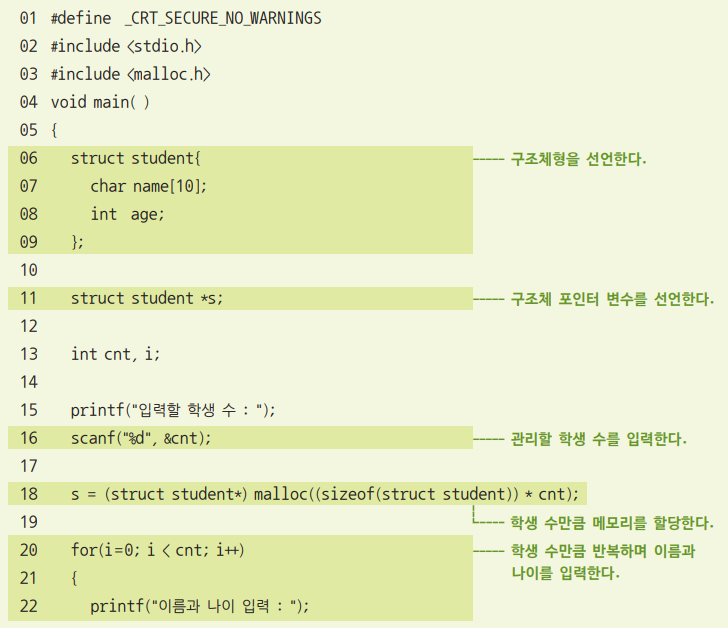 01 #define _CRT_SECURE_NO_WARNINGS
02 #include <stdio.h>
03 #include <malloc.h>
04 void main( )
05 {
06 struct student{ ----- 구조체형을 선언한다.
07 char name[10];
08 int age;
09 };
10
11 struct student *s; ----- 구조체 포인터 변수를 선언한다.
12
13 int cnt, i;
14
15 printf("입력할 학생 수 : ");
16 scanf("%d", &cnt); ----- 관리할 학생 수를 입력한다.
17
18 s = (struct student*) malloc((sizeof(struct student)) * cnt);
19 ----- 학생 수만큼 메모리를 할당한다.
20 for(i=0; i < cnt; i++) ----- 학생 수만큼 반복하며 이름과
21 { 나이를 입력한다.
22 printf("이름과 나이 입력 : ");